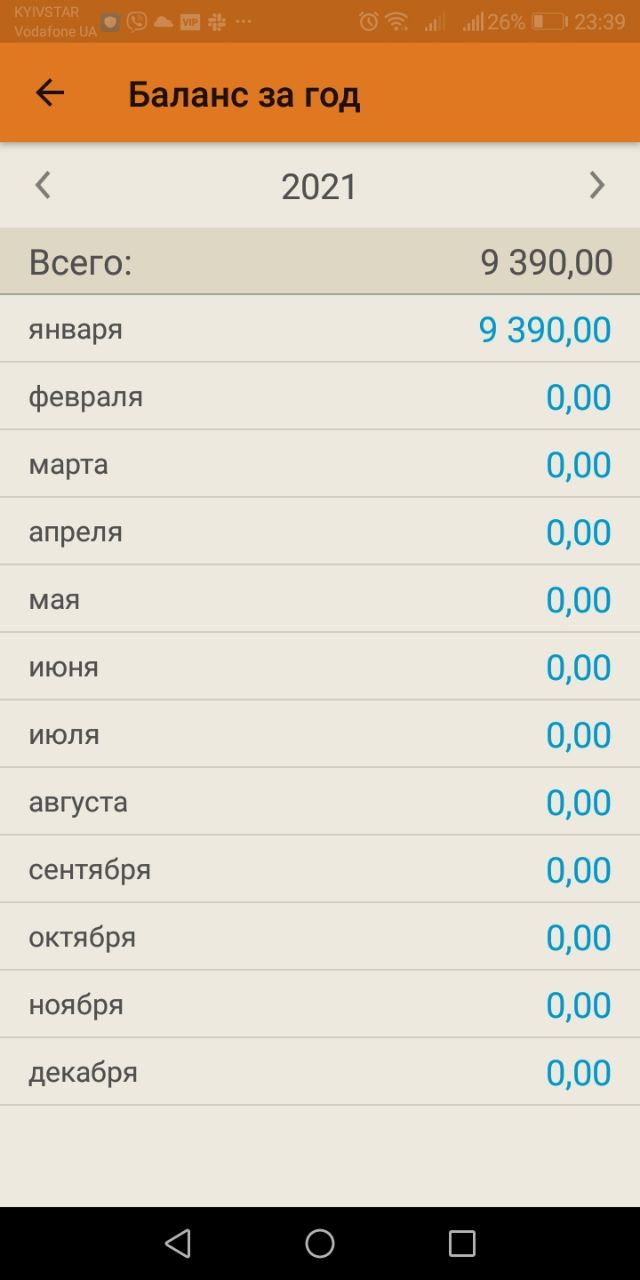 KYIVSTAR
Vodafone UA VIP 26% 23:39
Баланс за год
2021
Всего: 9 390,00
января 9 390,00
февраля 0,00
марта 0,00
апреля 0,00
мая 0,00
июня 0,00
июля 0,00
августа 0,00
сентября 0,00
октября 0,00
ноября 0,00
декабря 0,00